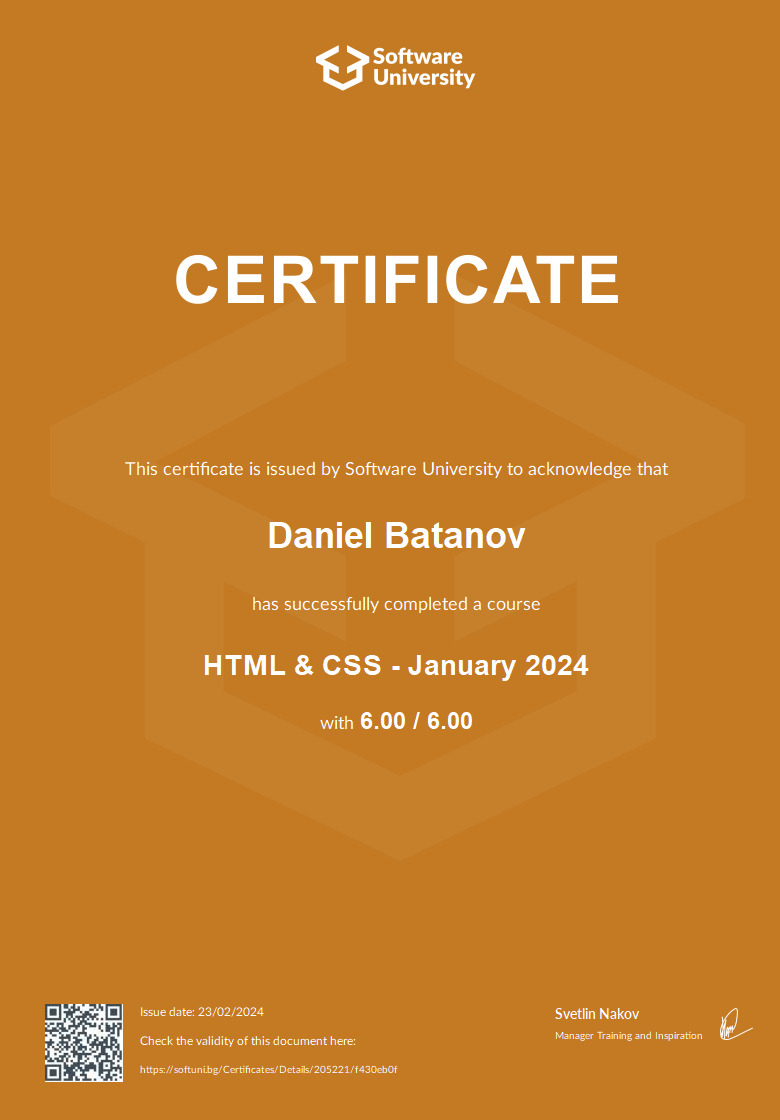 Software
University
CERTIFICATE
This certificate is issued by Software University to acknowledge that
Daniel Batanov
has successfully completed a course
HTML & CSS - January 2024
with 6.00 / 6.00
Issue date: 23/02/2024
Check the validity of this document here:
https://softuni.bg/Certificates/Details/205221/f430eb0f
Svetlin Nakov
Manager Training and Inspiration